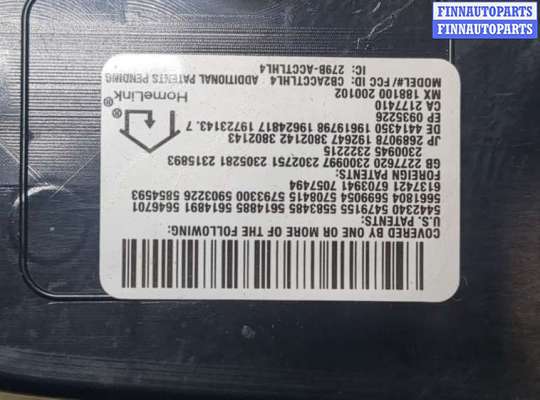 FINNAUTOPARTS
FINNAUTOPARTS
COVERED BY ONE OR MORE OF THE FOLLOWING:
U.S. PATENTS:
5442340 5479155 5583485 5614885 5614891 5646701
5661804 5699054 5708415 5793300 5903226 5854593
6137421 6703941 7057494
FOREIGN PATENTS:
GB 2277620 2300997 2302751 2305281 2315893
2300945 2322215
JP 2689078 192647 3802142 3802143
DE 4414350 19619798 19624817 19723143.7
EP 0935226
CA 2177410
MX 188100 200102
MODEL#/ FCC ID: CB2ACCTLHL4 ADDITIONAL PATENTS PENDING
IC: 279B-ACCTLHL4
HomeLink®
®